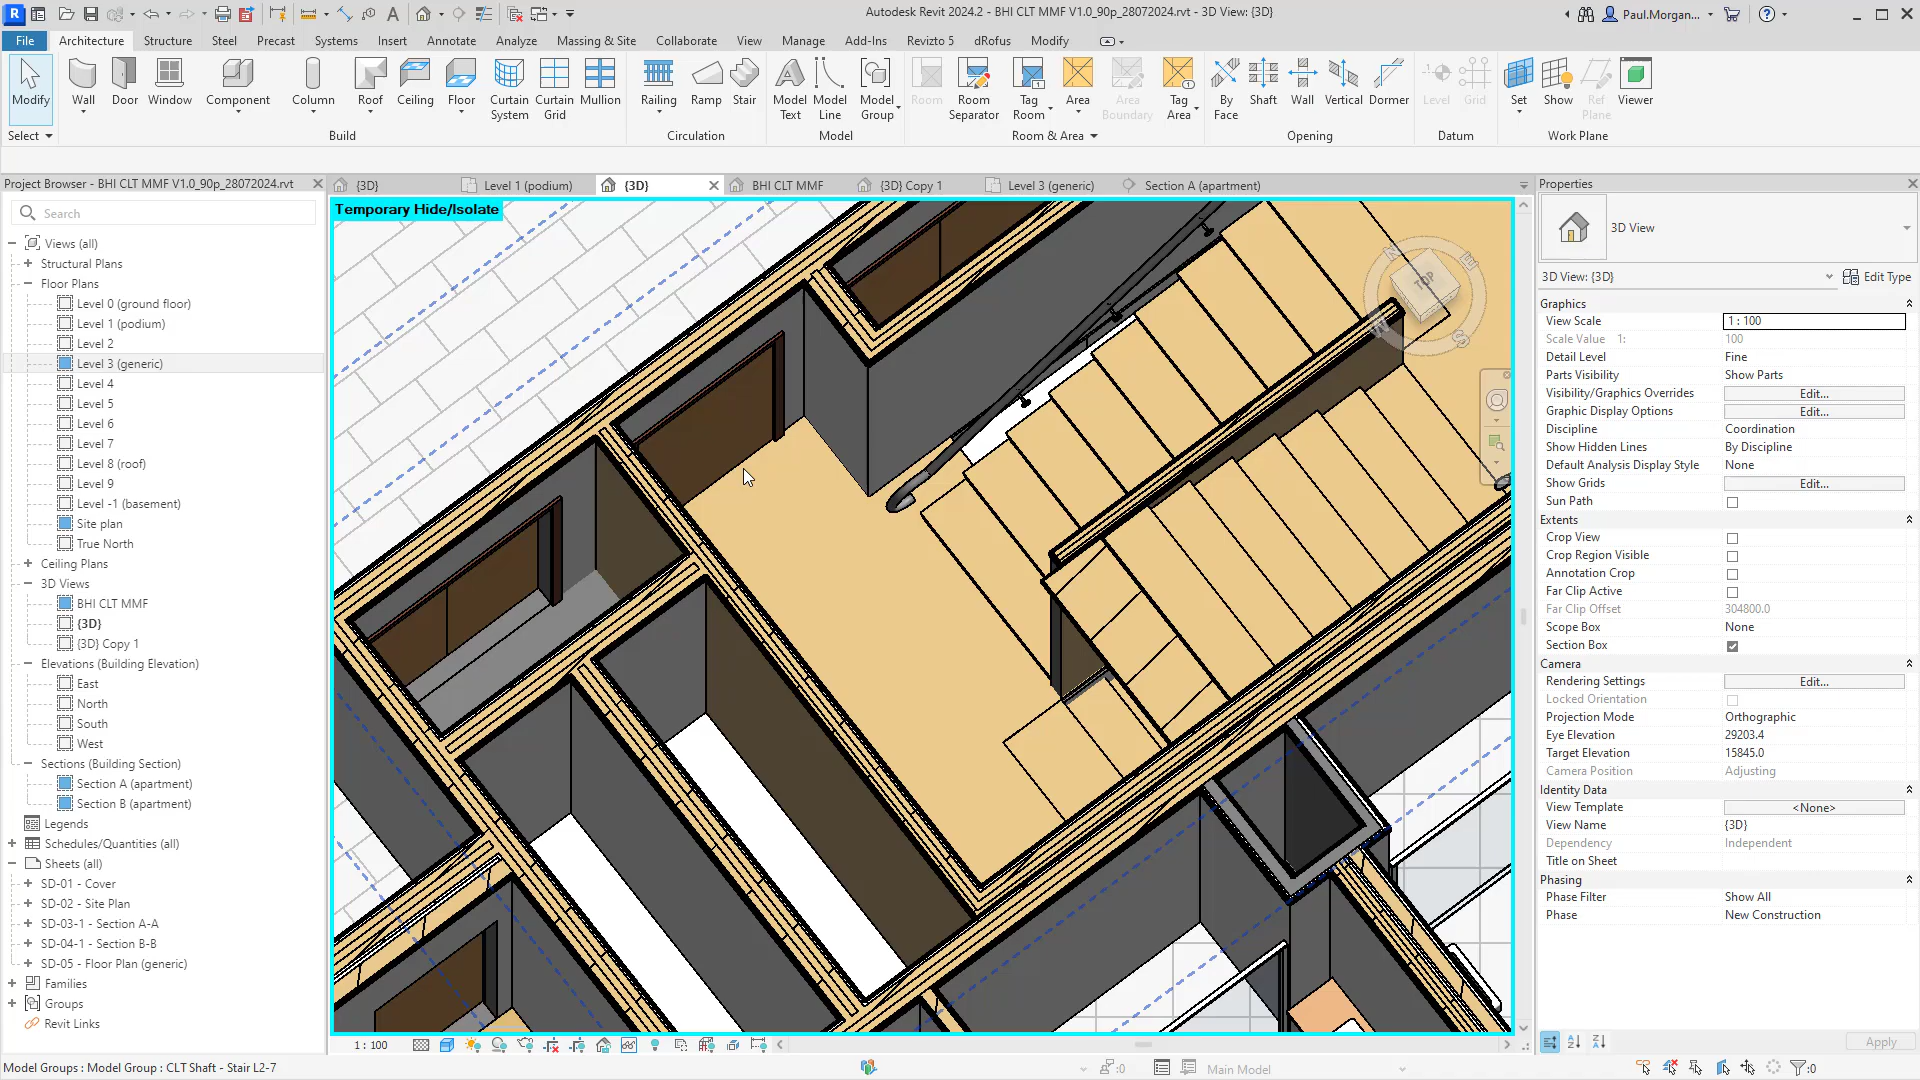 Autodesk Revit 2024.2 - BHI CLT MMF V1.0_90p_28072024.rvt - 3D View: {3D}
Paul.Morgan...
File
Architecture
Structure
Steel
Precast
Systems
Insert
Annotate
Analyze
Massing & Site
Collaborate
View
Manage
Add-Ins
Revizto 5
dRofus
Modify
Modify
Wall
Door
Window
Component
Column
Roof
Ceiling
Floor
Curtain System
Curtain Grid
Mullion
Railing
Ramp
Stair
Model Text
Model Line
Model Group
Room
Room Separator
Tag Room
Area
Area Boundary
Tag Area
By Face
Shaft
Wall
Vertical
Dormer
Level
Grid
Set
Show
Ref Plane
Viewer
Select
Build
Circulation
Model
Room & Area
Opening
Datum
Work Plane
Project Browser - BHI CLT MMF V1.0_90p_28072024.rvt
Search
Views (all)
Structural Plans
Floor Plans
Level 0 (ground floor)
Level 1 (podium)
Level 2
Level 3 (generic)
Level 4
Level 5
Level 6
Level 7
Level 8 (roof)
Level 9
Level -1 (basement)
Site plan
True North
Ceiling Plans
3D Views
BHI CLT MMF
{3D}
{3D} Copy 1
Elevations (Building Elevation)
East
North
South
West
Sections (Building Section)
Section A (apartment)
Section B (apartment)
Legends
Schedules/Quantities (all)
Sheets (all)
SD-01 - Cover
SD-02 - Site Plan
SD-03-1 - Section A-A
SD-04-1 - Section B-B
SD-05 - Floor Plan (generic)
Families
Groups
Revit Links
{3D}
Level 1 (podium)
{3D}
BHI CLT MMF
{3D} Copy 1
Level 3 (generic)
Section A (apartment)
Temporary Hide/Isolate
TOP
N
E
S
W
1 : 100
Properties
3D View
3D View: {3D}
Edit Type
Graphics
View Scale 1 : 100
Scale Value 1: 100
Detail Level Fine
Parts Visibility Show Parts
Visibility/Graphics Overrides Edit...
Graphic Display Options Edit...
Discipline Coordination
Show Hidden Lines By Discipline
Default Analysis Display Style None
Show Grids Edit...
Sun Path
Extents
Crop View
Crop Region Visible
Annotation Crop
Far Clip Active
Far Clip Offset 304800.0
Scope Box None
Section Box
Camera
Rendering Settings Edit...
Locked Orientation
Projection Mode Orthographic
Eye Elevation 29203.4
Target Elevation 15845.0
Camera Position Adjusting
Identity Data
View Template <None>
View Name {3D}
Dependency Independent
Title on Sheet
Phasing
Phase Filter Show All
Phase New Construction
Apply
Model Groups : Model Group : CLT Shaft - Stair L2-7
:0
Main Model
:0